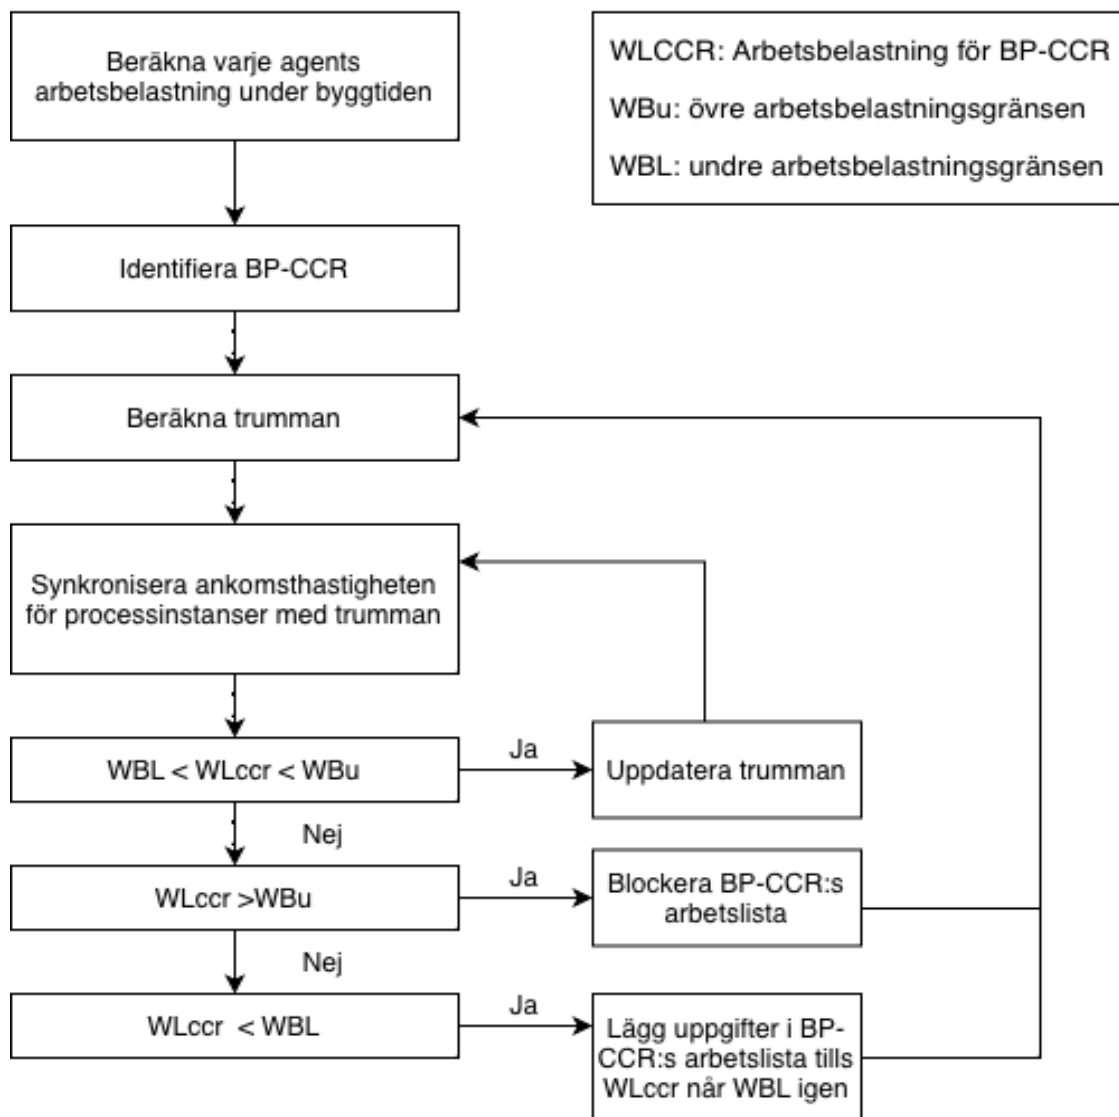 Beräkna varje agents
arbetsbelastning under byggtiden
WLCCR: Arbetsbelastning för BP-CCR
WBu: övre arbetsbelastningsgränsen
WBL: undre arbetsbelastningsgränsen
Identifiera BP-CCR
Beräkna trumman
Synkronisera ankomsthastigheten
för processinstanser med trumman
WBL < WLccr < WBu
Ja
Uppdatera trumman
Nej
WLccr >WBu
Ja
Blockera BP-CCR:s
arbetslista
Nej
WLccr < WBL
Ja
Lägg uppgifter i BP-
CCR:s arbetslista tills
WLccr når WBL igen